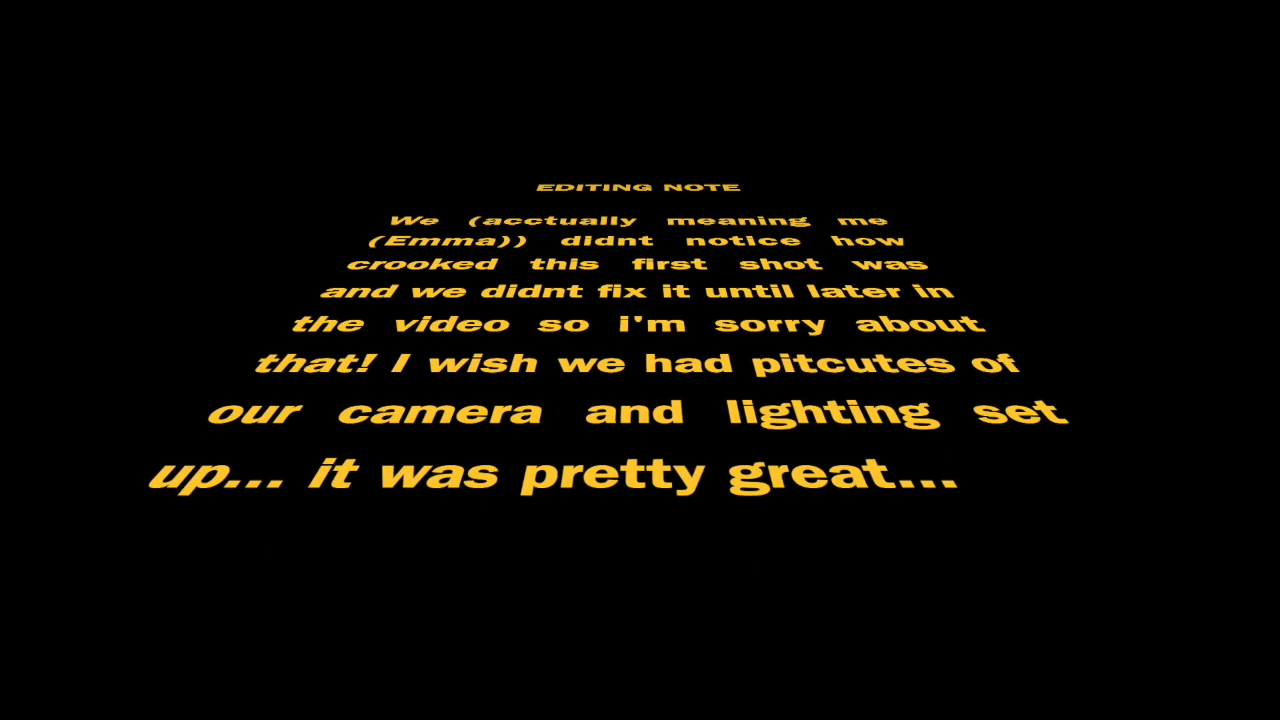 EDITING NOTE
We (acctually meaning me
(Emma)) didnt notice how
crooked this first shot was
and we didnt fix it until later in
the video so i'm sorry about
that! I wish we had pitcutes of
our camera and lighting set
up... it was pretty great...